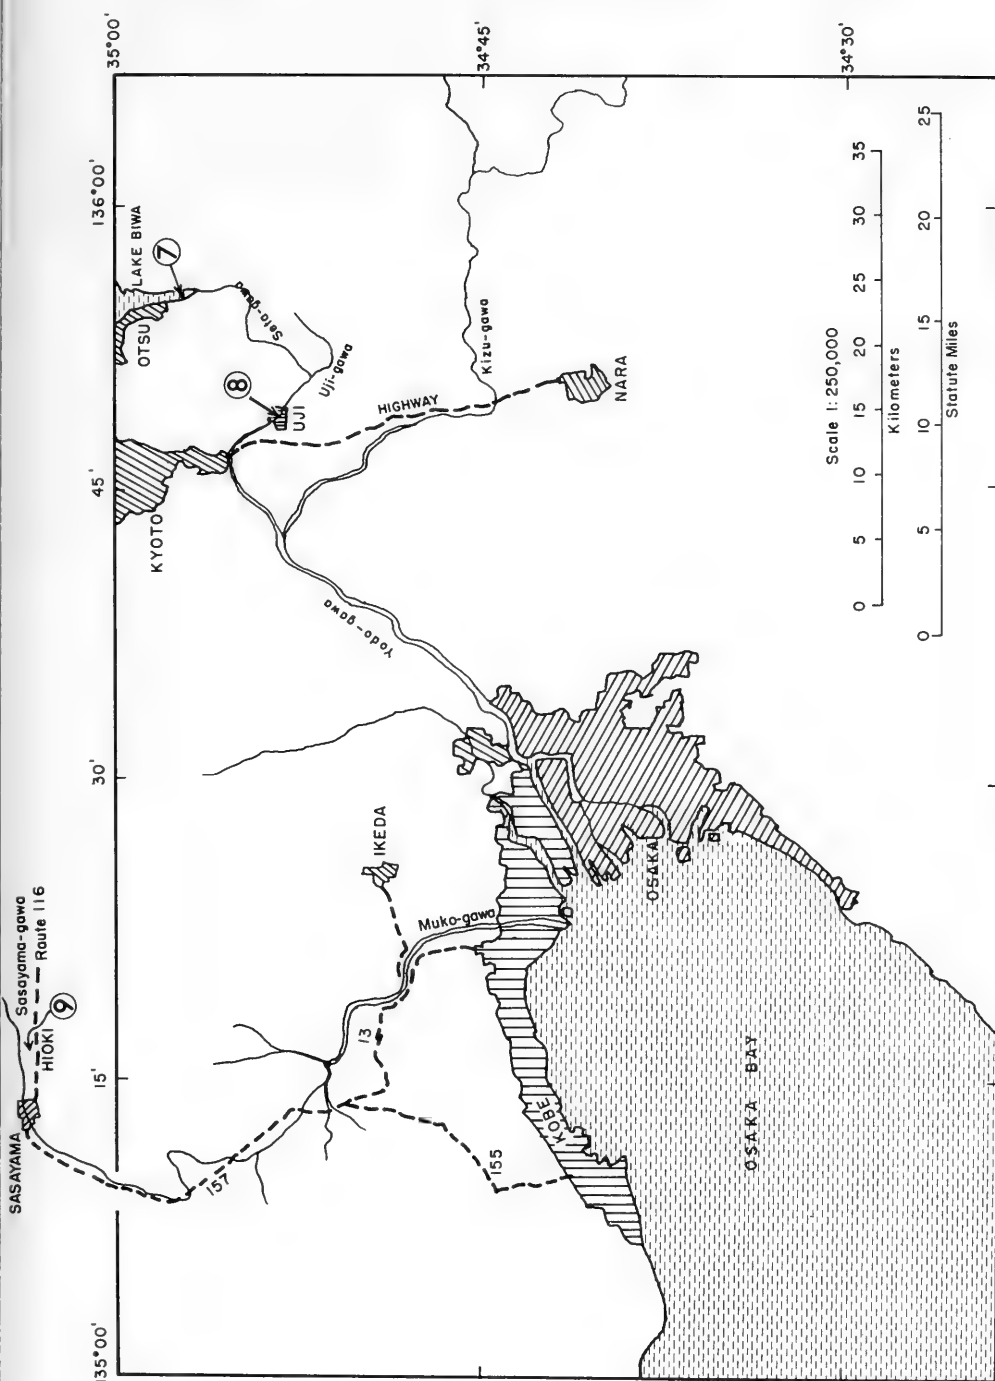 35°00'
34°45'
34°30'
136°00'
45'
30'
15'
135°00'
LAKE BIWA
⑦
OTSU
Seta-gawa
Uji-gawa
⑧
UJI
KYOTO
HIGHWAY
Kizu-gawa
NARA
Yodo-gawa
Scale 1: 250,000
0 5 10 15 20 25 30 35
Kilometers
0 5 10 15 20 25
Statute Miles
IKEDA
Muko-gawa
OSAKA
Sasayama-gawa
Route 116
⑨
HIOKI
SASAYAMA
13
157
155
KOBE
OSAKA BAY